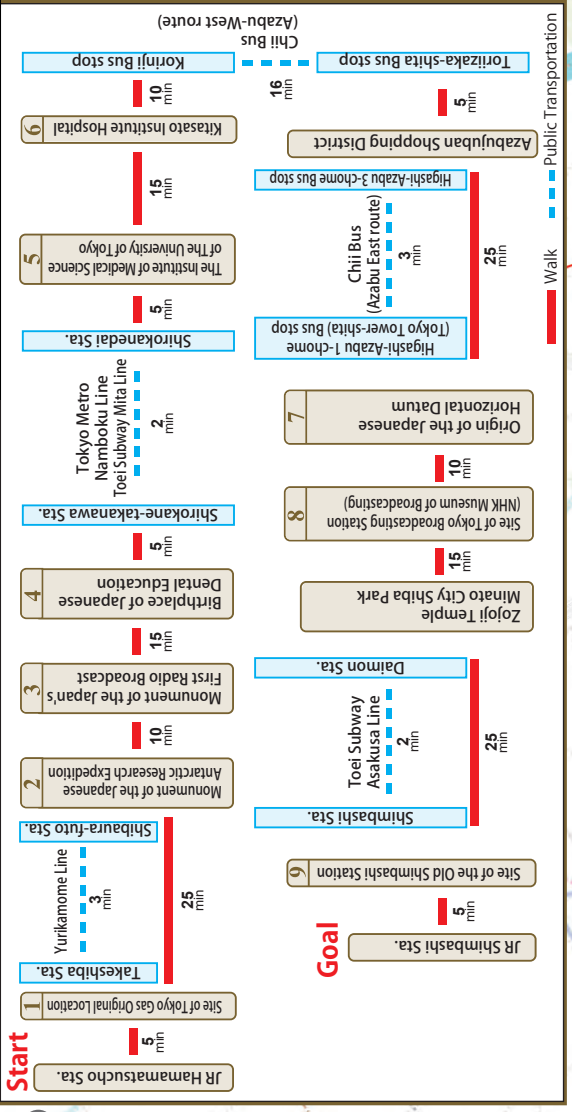 Start
JR Hamamatsucho Sta.
5
min
1
Site of Tokyo Gas Original Location
Takeshiba Sta.
Yurikamome Line
3
min
25
min
Shibaura-futo Sta.
2
Monument of the Japanese
Antarctic Research Expedition
10
min
3
Monument of the Japan's
First Radio Broadcast
15
min
4
Birthplace of Japanese
Dental Education
5
min
Shirokane-takanawa Sta.
Tokyo Metro
Namboku Line
Toei Subway Mita Line
2
min
Shirokanedai Sta.
5
min
5
The Institute of Medical Science
of The University of Tokyo
15
min
6
Kitasato Institute Hospital
10
min
Korinji Bus stop
Chii Bus
(Azabu-West route)
16
min
Toriizaka-shita Bus stop
5
min
Azabujuban Shopping District
Higashi-Azabu 3-chome Bus stop
Chii Bus
(Azabu East route)
3
min
25
min
Higashi-Azabu 1-chome
(Tokyo Tower-shita) Bus stop
7
Origin of the Japanese
Horizontal Datum
10
min
8
Site of Tokyo Broadcasting Station
(NHK Museum of Broadcasting)
15
min
Zojoji Temple
Minato City Shiba Park
Daimon Sta.
Toei Subway
Asakusa Line
2
min
25
min
Shimbashi Sta.
9
Site of the Old Shimbashi Station
5
min
Goal
JR Shimbashi Sta.
Walk
Public Transportation